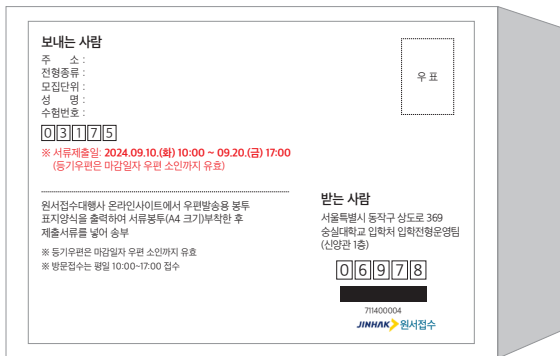 보내는 사람
주 소 :
전형종류 :
모집단위 :
성 명 :
수험번호 :
03175
※ 서류제출일: 2024.09.10.(화) 10:00 ~ 09.20.(금) 17:00
(등기우편은 마감일자 우편 소인까지 유효)
우 표
원서접수대행사 온라인사이트에서 우편발송용 봉투
표지양식을 출력하여 서류봉투(A4 크기)부착한 후
제출서류를 넣어 송부
※ 등기우편은 마감일자 우편 소인까지 유효
※ 방문접수는 평일 10:00~17:00 접수
받는 사람
서울특별시 동작구 상도로 369
숭실대학교 입학처 입학전형운영팀
(신양관 1층)
06978
711400004
JINHAK 원서접수